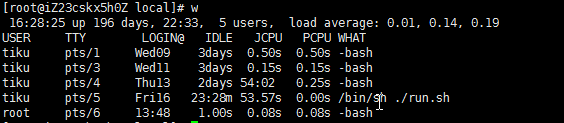 [root@iZ23cskx5h0Z local]# w
16:28:25 up 196 days, 22:33, 5 users, load average: 0.01, 0.14, 0.19
USER TTY LOGIN@ IDLE JCPU PCPU WHAT
tiku pts/1 Wed09 3days 0.50s 0.50s -bash
tiku pts/3 Wed11 3days 0.15s 0.15s -bash
tiku pts/4 Thu13 2days 54:02 0.25s -bash
tiku pts/5 Fri16 23:28m 53.57s 0.00s /bin/sh ./run.sh
root pts/6 13:48 1.00s 0.08s 0.08s -bash